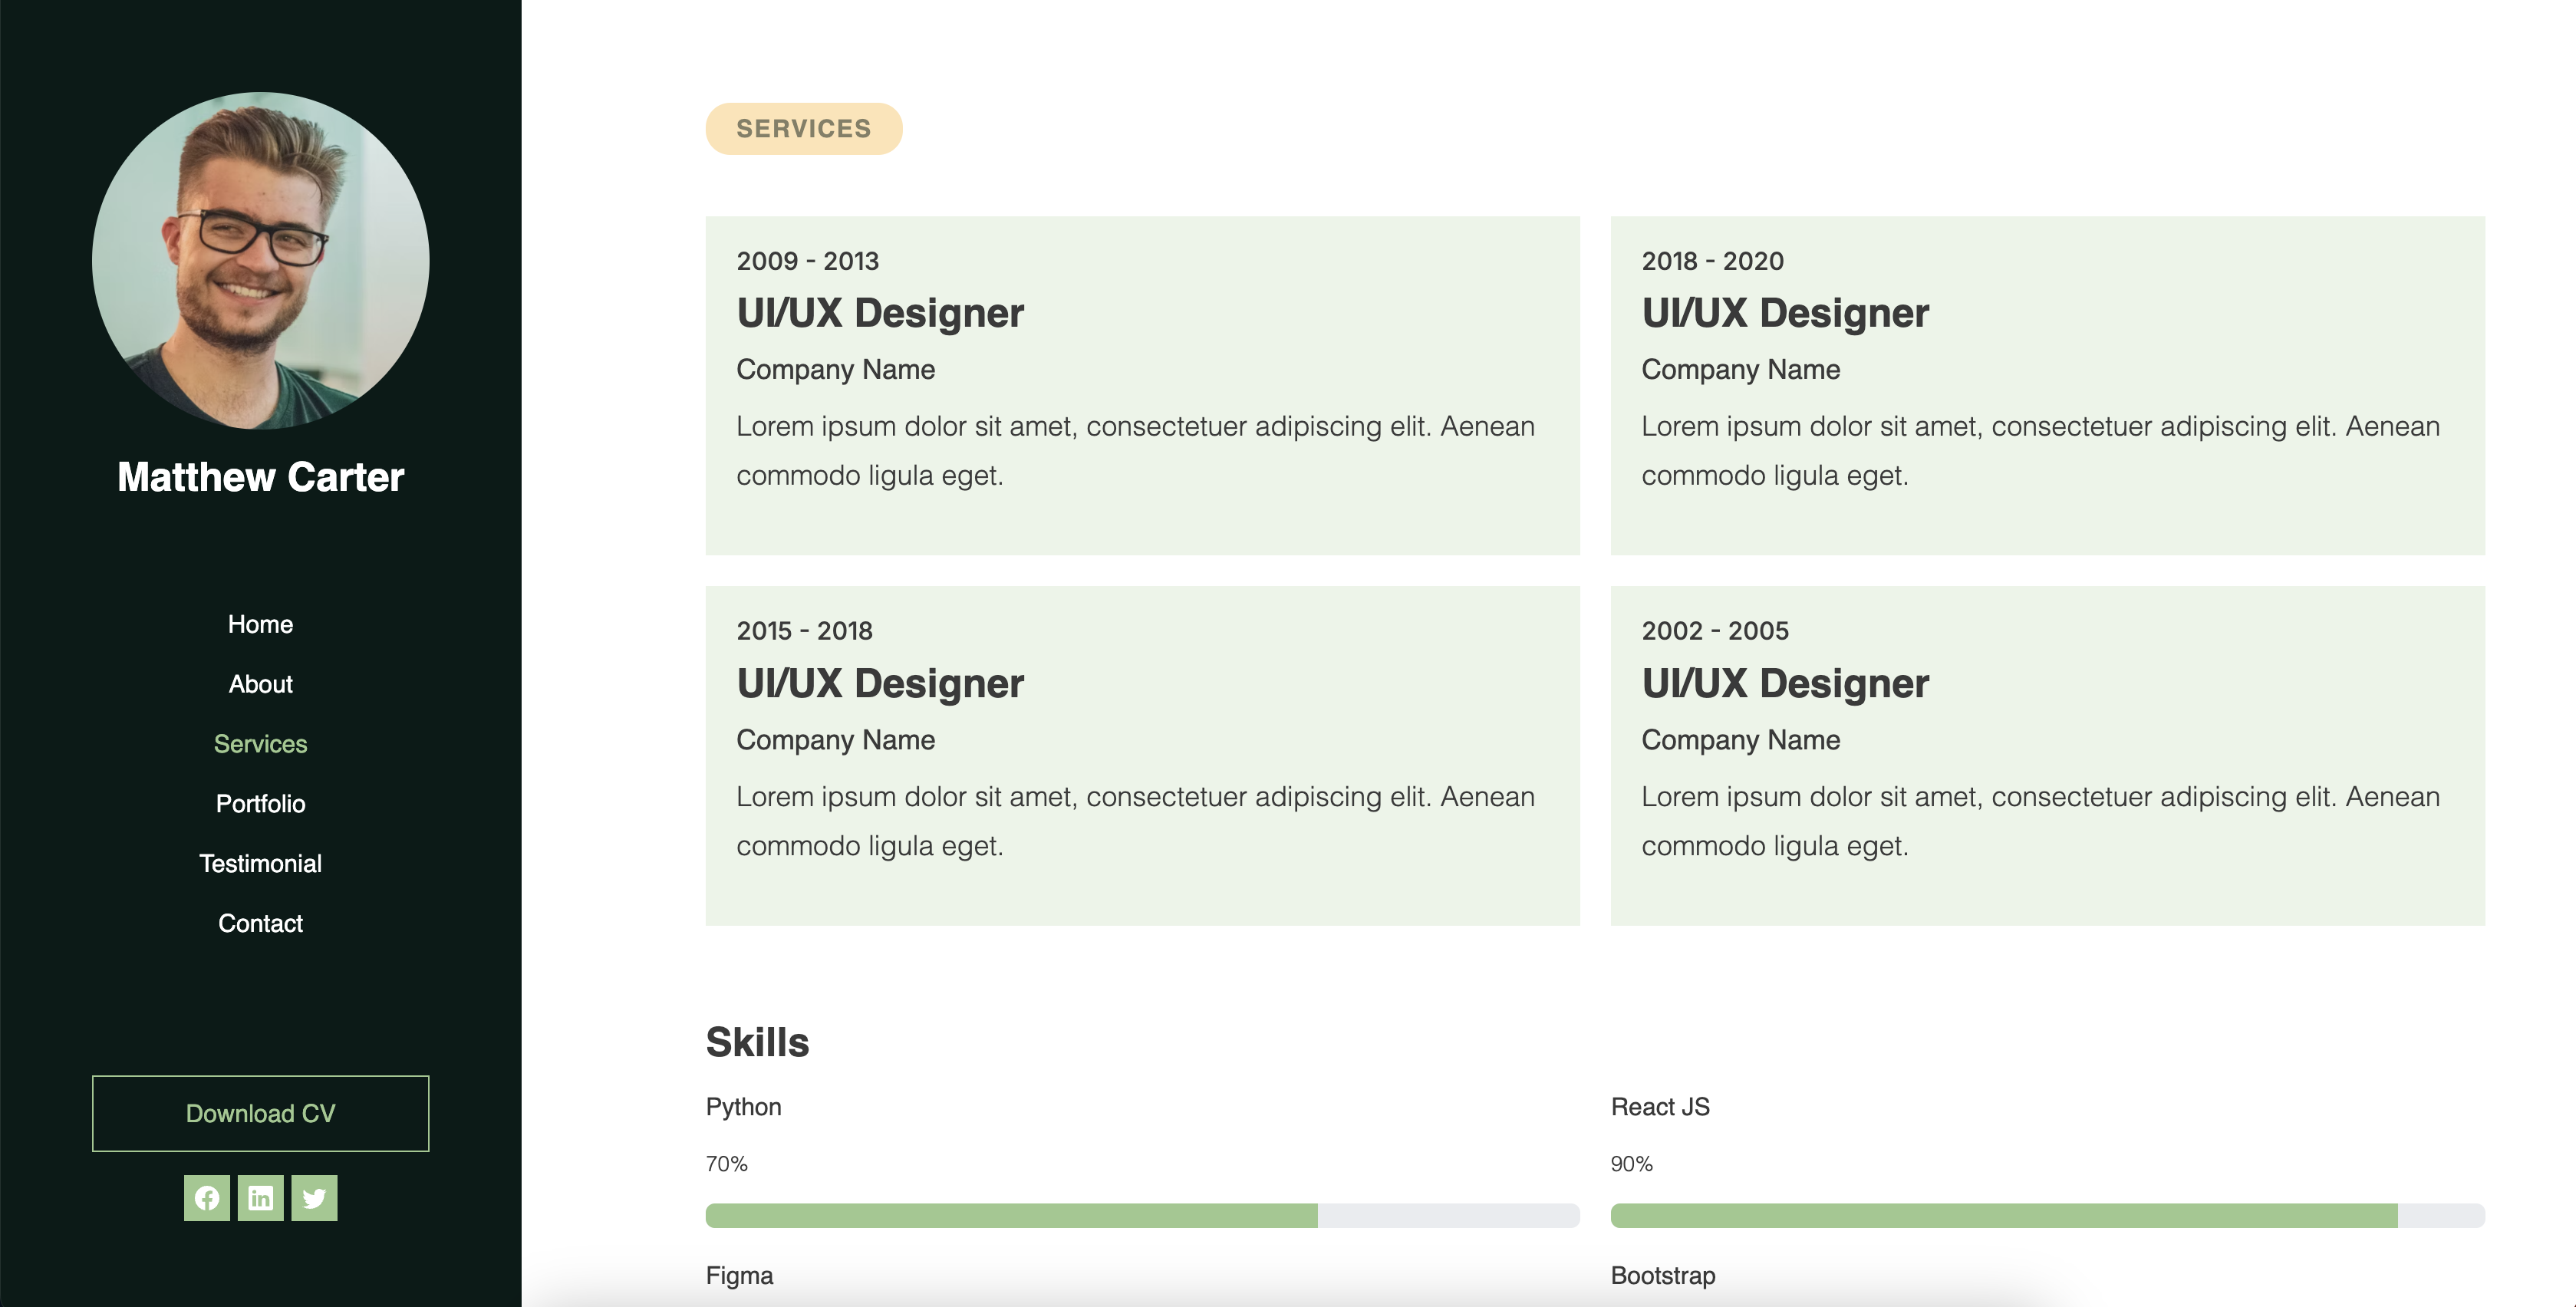 Matthew Carter
Home
About
Services
Portfolio
Testimonial
Contact
Download CV
SERVICES
2009 - 2013
UI/UX Designer
Company Name
Lorem ipsum dolor sit amet, consectetuer adipiscing elit. Aenean
commodo ligula eget.
2018 - 2020
UI/UX Designer
Company Name
Lorem ipsum dolor sit amet, consectetuer adipiscing elit. Aenean
commodo ligula eget.
2015 - 2018
UI/UX Designer
Company Name
Lorem ipsum dolor sit amet, consectetuer adipiscing elit. Aenean
commodo ligula eget.
2002 - 2005
UI/UX Designer
Company Name
Lorem ipsum dolor sit amet, consectetuer adipiscing elit. Aenean
commodo ligula eget.
Skills
Python
70%
React JS
90%
Figma
Bootstrap